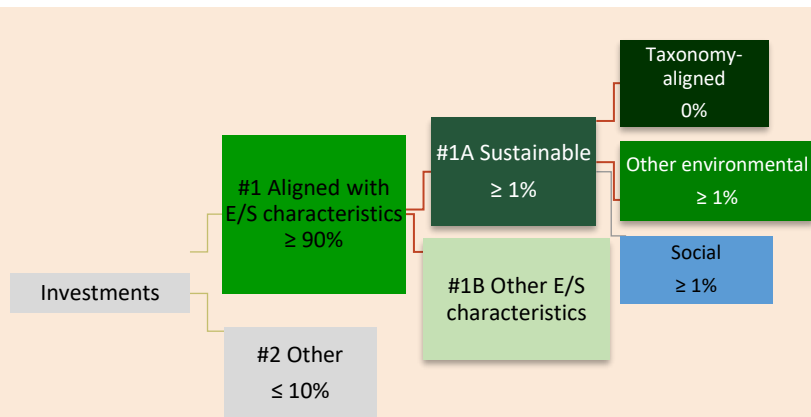 Investments
#1 Aligned with
E/S characteristics
≥ 90%
#2 Other
≤ 10%
#1A Sustainable
≥ 1%
#1B Other E/S
characteristics
Taxonomy-
aligned
0%
Other environmental
≥ 1%
Social
≥ 1%